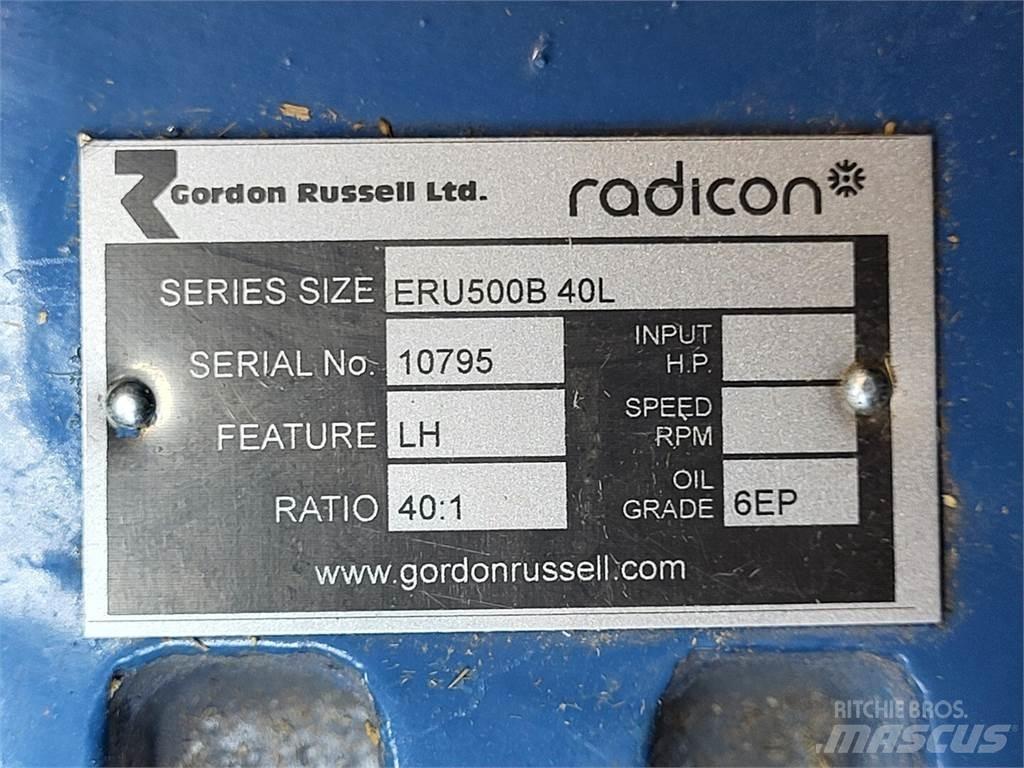 Gordon Russell Ltd. radicon
SERIES SIZE ERU500B 40L
SERIAL No. 10795
INPUT H.P.
FEATURE LH
SPEED RPM
RATIO 40:1
OIL GRADE 6EP
www.gordonrussell.com
RITCHIE BROS.
MASCUS